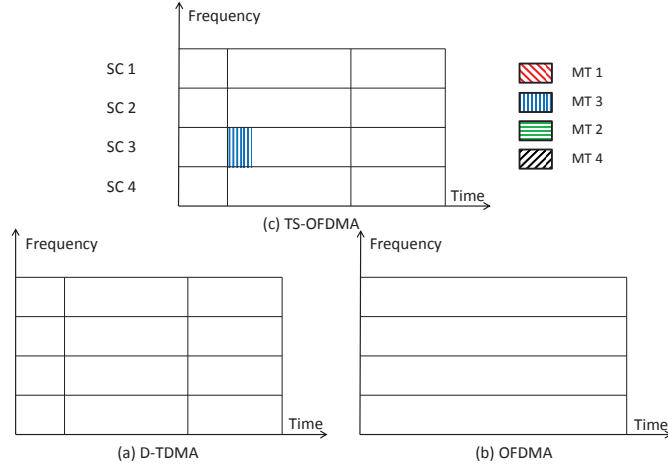 Frequency
SC 1
SC 2
SC 3
SC 4
Time
(c) TS-OFDMA
MT 1
MT 3
MT 2
MT 4
Frequency
Time
(a) D-TDMA
Frequency
Time
(b) OFDMA